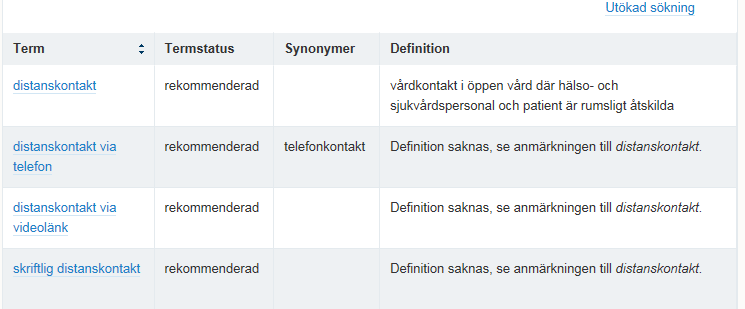 Utökad sökning
Term Termstatus Synonymer Definition
distanskontakt rekommenderad vårdkontakt i öppen vård där hälso- och
sjukvårdspersonal och patient är rumsligt åtskilda
distanskontakt via rekommenderad telefonkontakt Definition saknas, se anmärkningen till distanskontakt.
telefon
distanskontakt via rekommenderad Definition saknas, se anmärkningen till distanskontakt.
videolänk
skriftlig distanskontakt rekommenderad Definition saknas, se anmärkningen till distanskontakt.